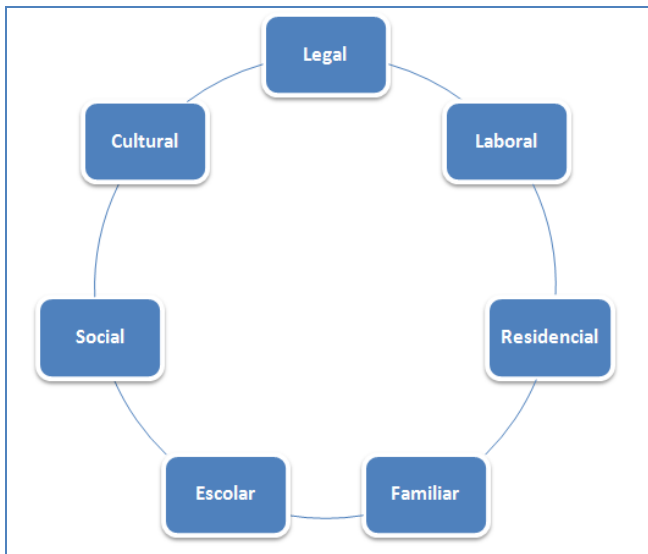 Legal
Laboral
Residencial
Familiar
Escolar
Social
Cultural